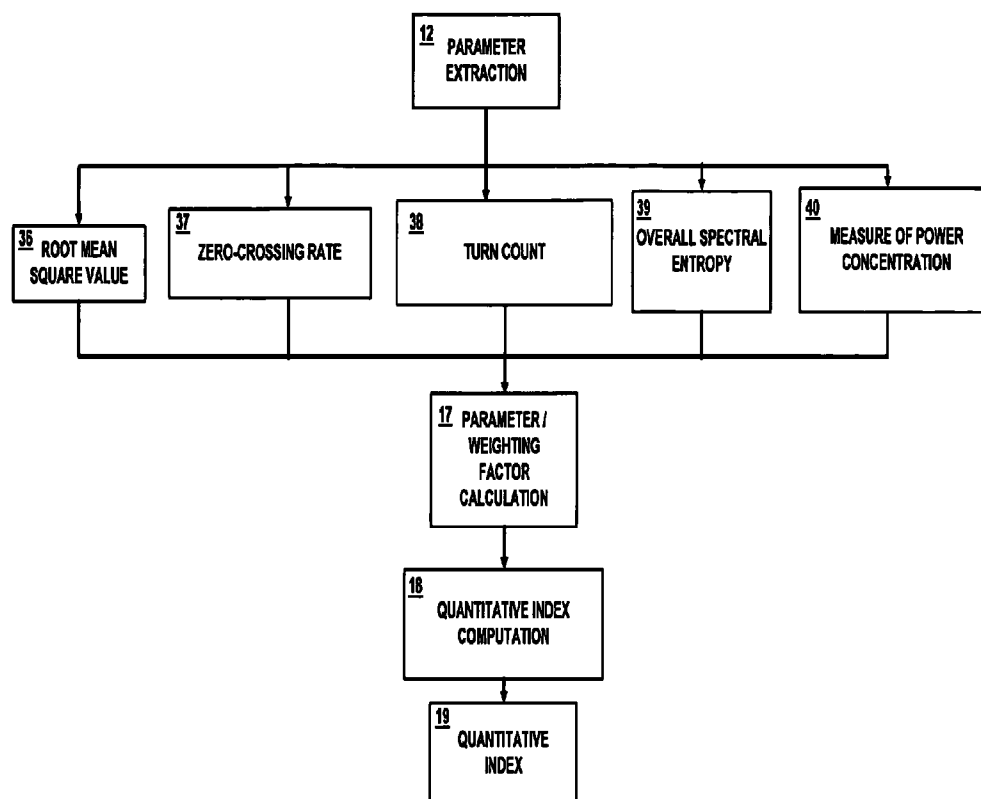 12
PARAMETER
EXTRACTION
36
ROOT MEAN
SQUARE VALUE
37
ZERO-CROSSING RATE
38
TURN COUNT
39
OVERALL SPECTRAL
ENTROPY
40
MEASURE OF POWER
CONCENTRATION
17
PARAMETER /
WEIGHTING
FACTOR
CALCULATION
18
QUANTITATIVE INDEX
COMPUTATION
19
QUANTITATIVE
INDEX